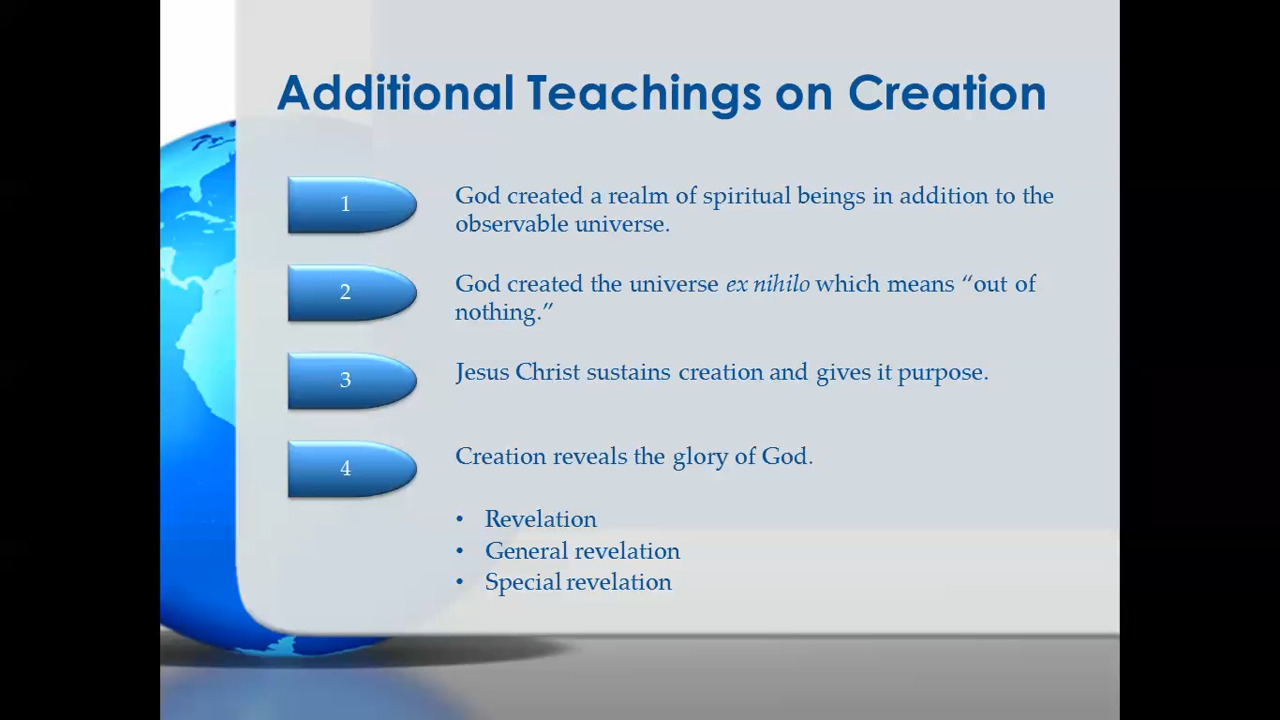 Additional Teachings on Creation
1
God created a realm of spiritual beings in addition to the
observable universe.
2
God created the universe ex nihilo which means “out of
nothing.”
3
Jesus Christ sustains creation and gives it purpose.
4
Creation reveals the glory of God.
• Revelation
• General revelation
• Special revelation